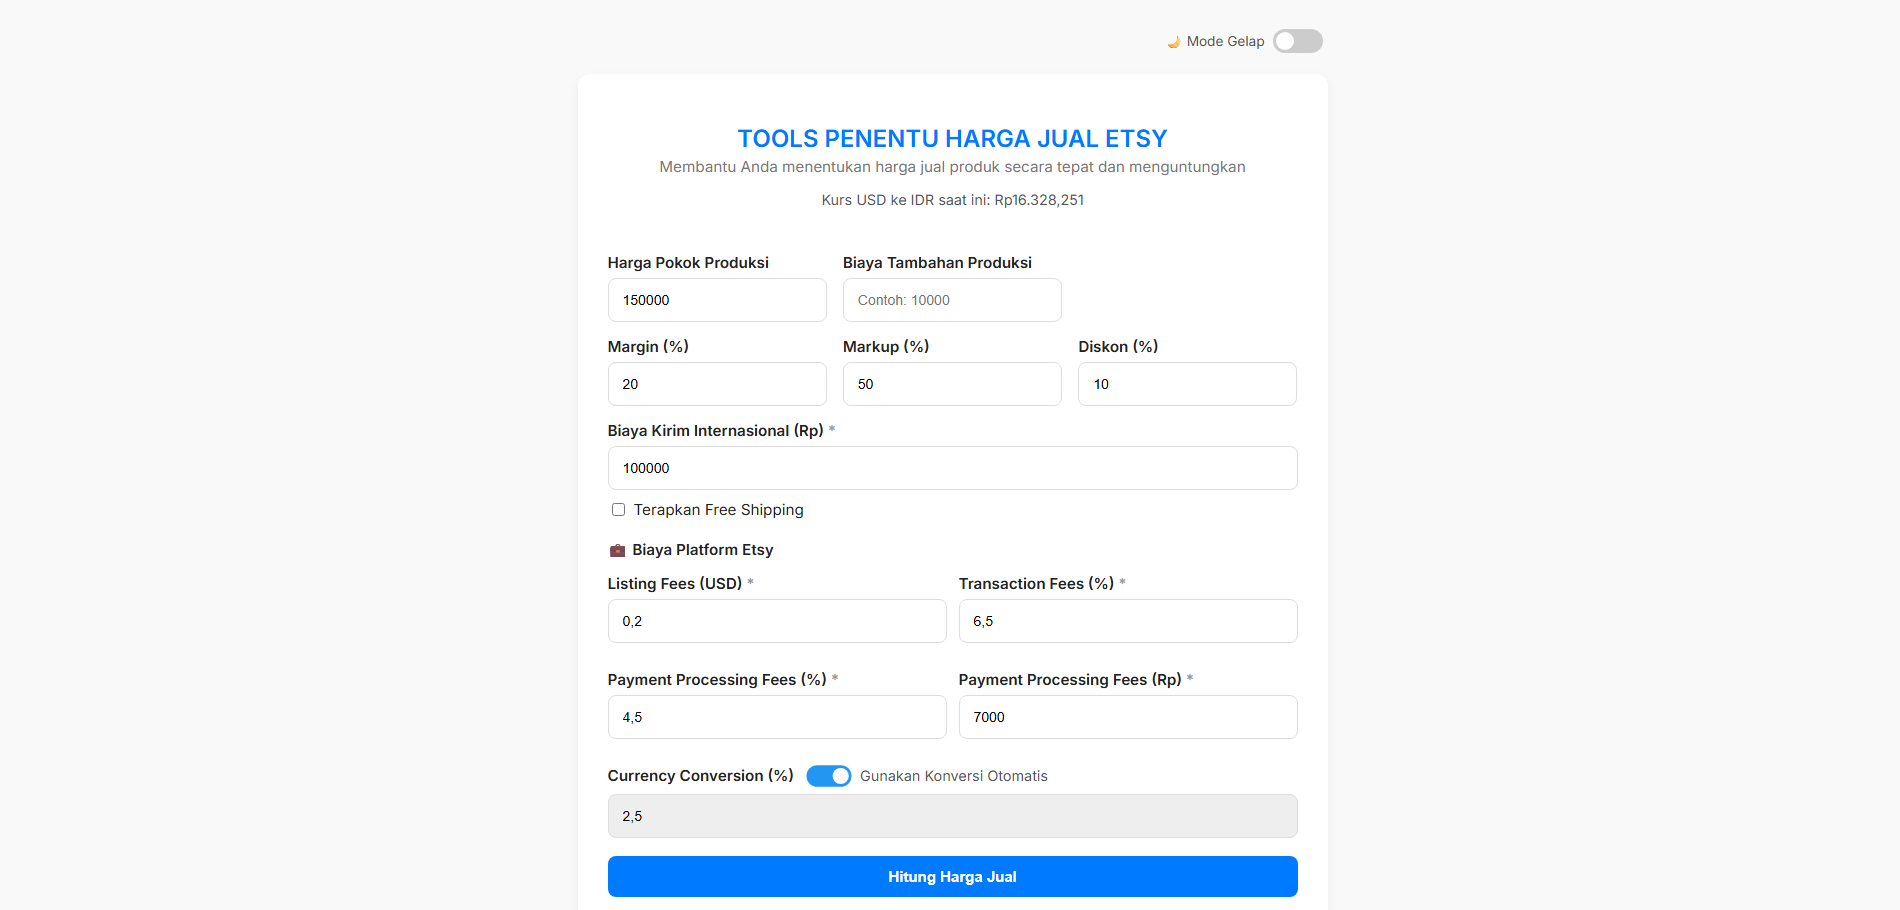 🌙 Mode Gelap
TOOLS PENENTU HARGA JUAL ETSY
Membantu Anda menentukan harga jual produk secara tepat dan menguntungkan
Kurs USD ke IDR saat ini: Rp16.328,251
Harga Pokok Produksi
150000
Biaya Tambahan Produksi
Contoh: 10000
Margin (%)
20
Markup (%)
50
Diskon (%)
10
Biaya Kirim Internasional (Rp) *
100000
Terapkan Free Shipping
💼 Biaya Platform Etsy
Listing Fees (USD) *
0,2
Transaction Fees (%) *
6,5
Payment Processing Fees (%) *
4,5
Payment Processing Fees (Rp) *
7000
Currency Conversion (%)
Gunakan Konversi Otomatis
2,5
Hitung Harga Jual